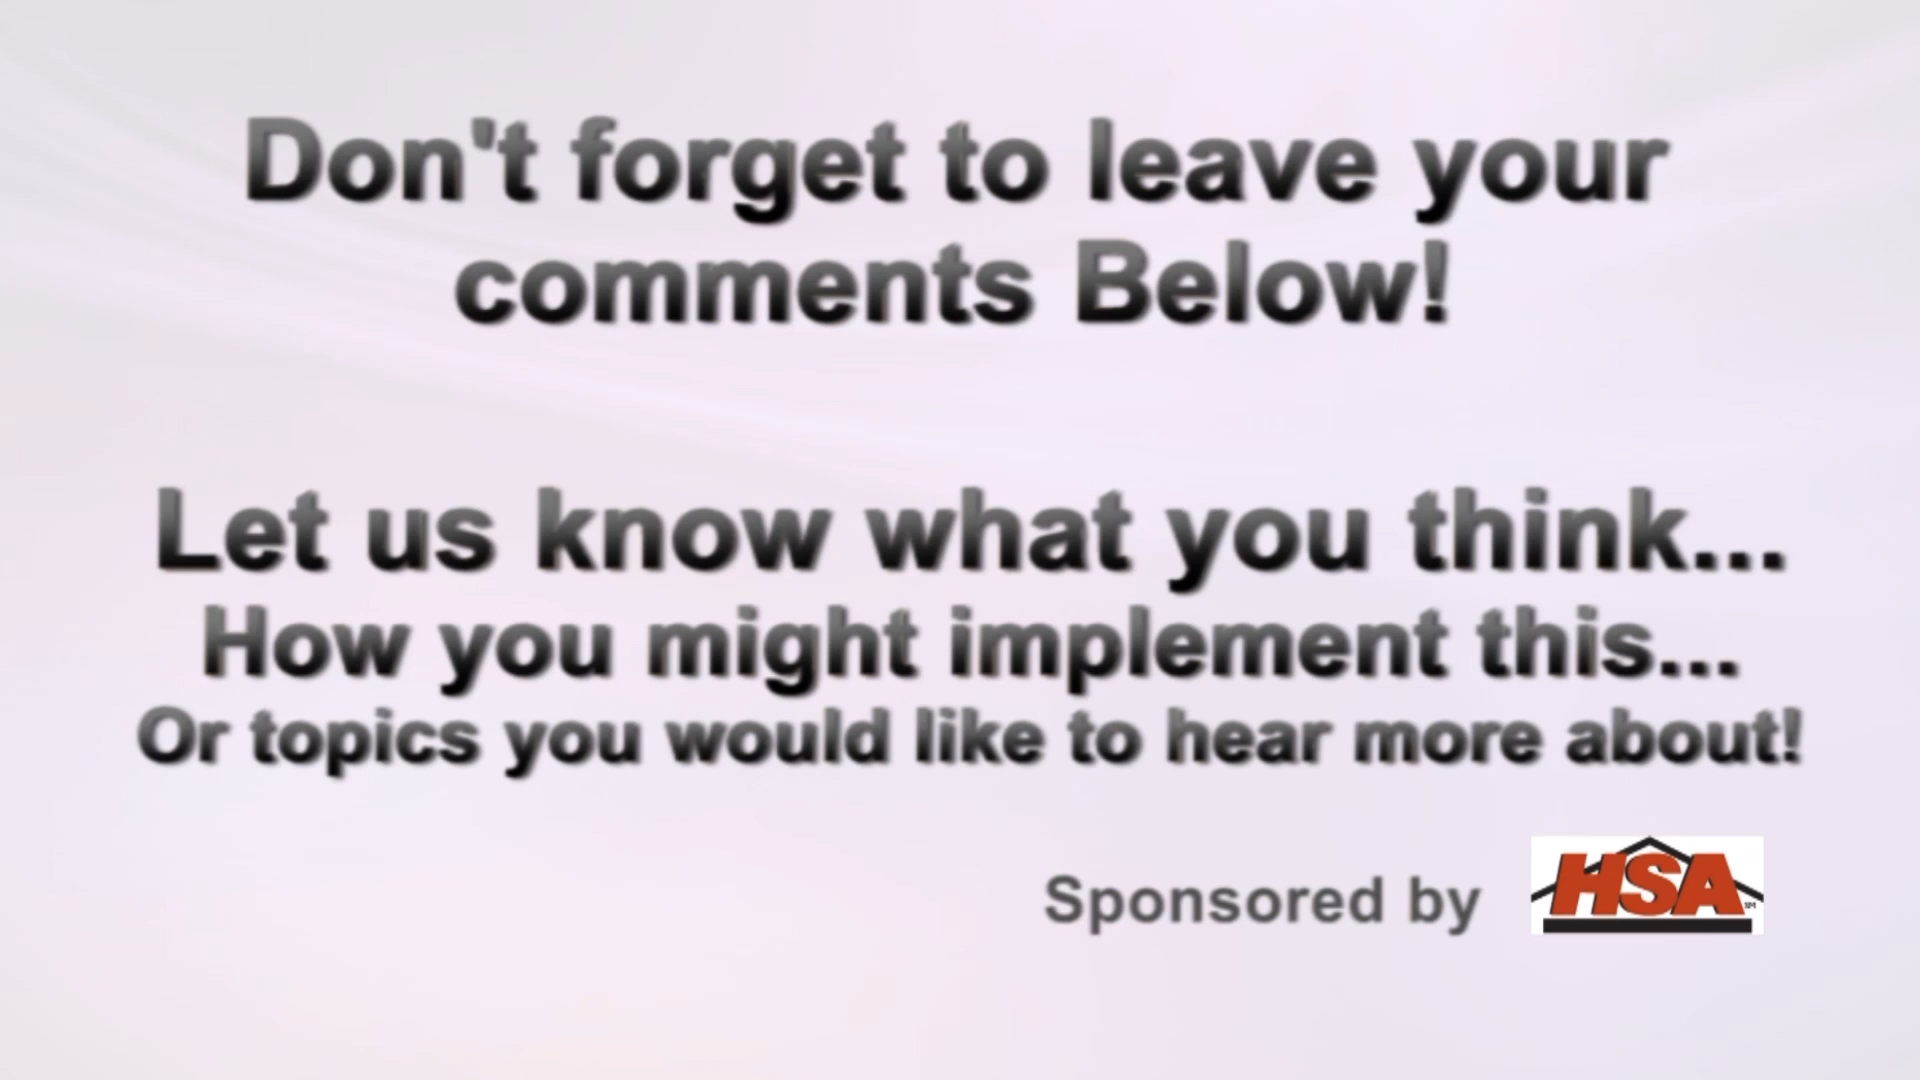 Don't forget to leave your
comments Below!
Let us know what you think...
How you might implement this...
Or topics you would like to hear more about!
Sponsored by HSA SM